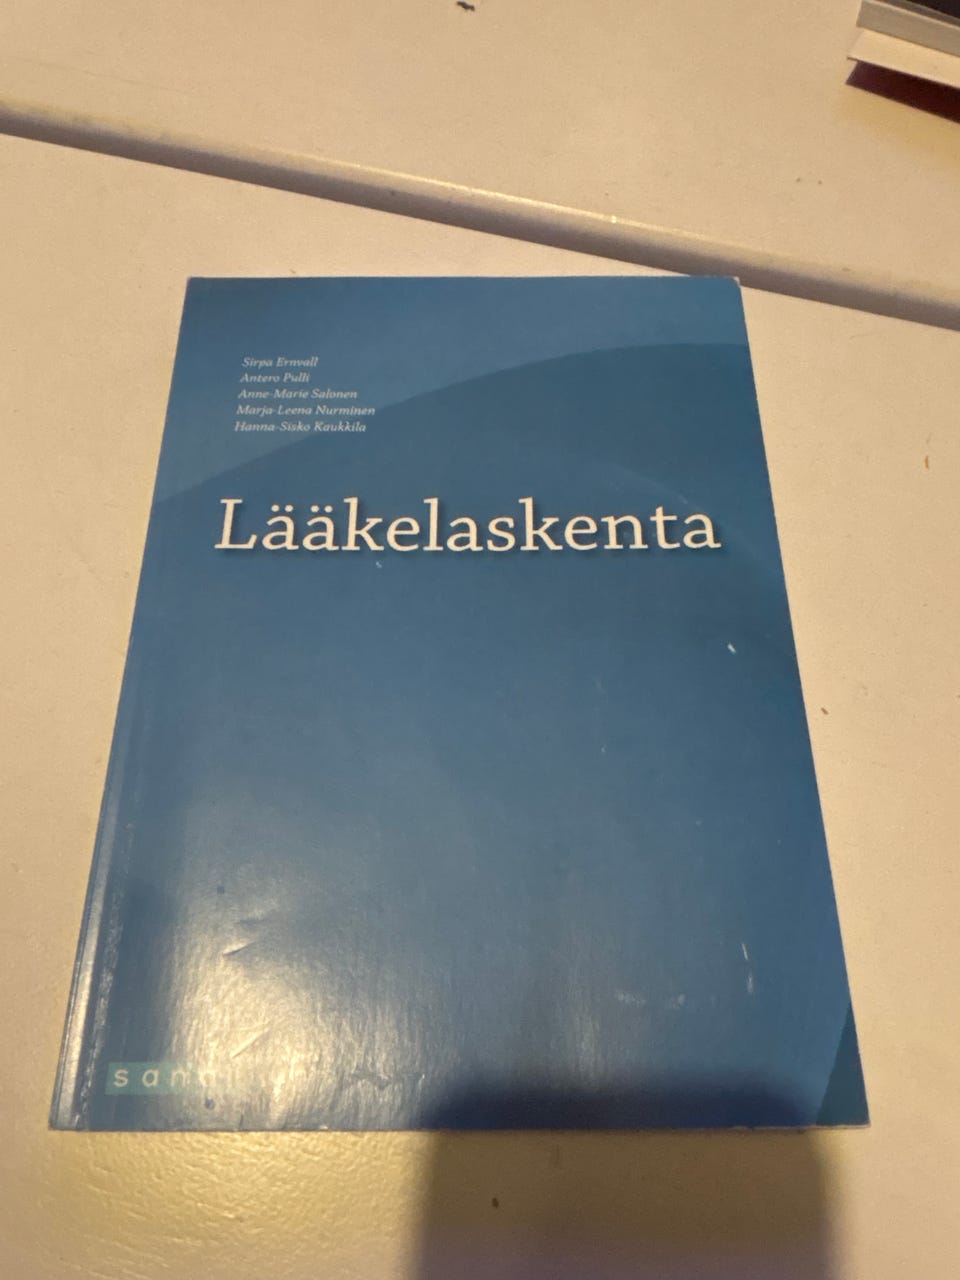 Sirpa Ernvall
Antero Pulli
Anne-Marie Salonen
Marja-Leena Nurminen
Hanna-Sisko Kaukkila
Lääkelaskenta